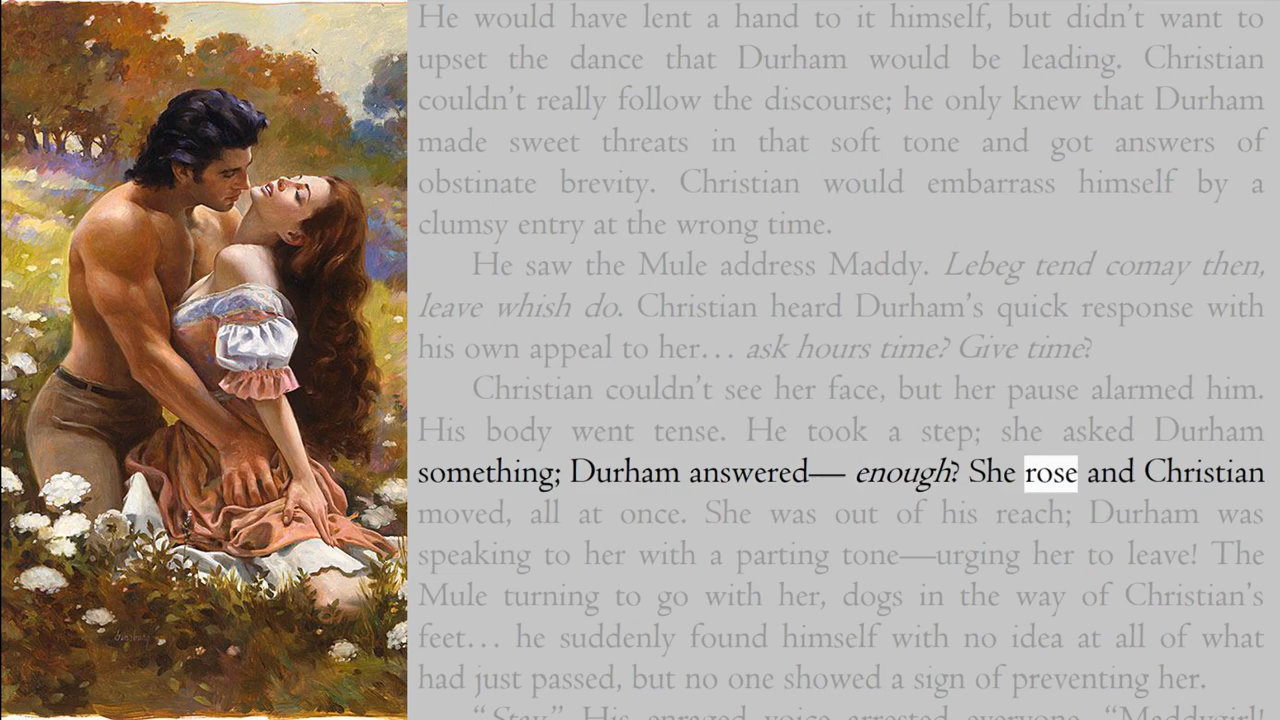 He would have lent a hand to it himself, but didn’t want to
upset the dance that Durham would be leading. Christian
couldn’t really follow the discourse; he only knew that Durham
made sweet threats in that soft tone and got answers of
obstinate brevity. Christian would embarrass himself by a
clumsy entry at the wrong time.
He saw the Mule address Maddy. Lebeg tend comay then,
leave whish do. Christian heard Durham’s quick response with
his own appeal to her… ask hours time? Give time?
Christian couldn’t see her face, but her pause alarmed him.
His body went tense. He took a step; she asked Durham
something; Durham answered— enough? She rose and Christian
moved, all at once. She was out of his reach; Durham was
speaking to her with a parting tone—urging her to leave! The
Mule turning to go with her, dogs in the way of Christian’s
feet… he suddenly found himself with no idea at all of what
had just passed, but no one showed a sign of preventing her.
“Stay.” His enraged voice arrested everyone. “Maddygirl!